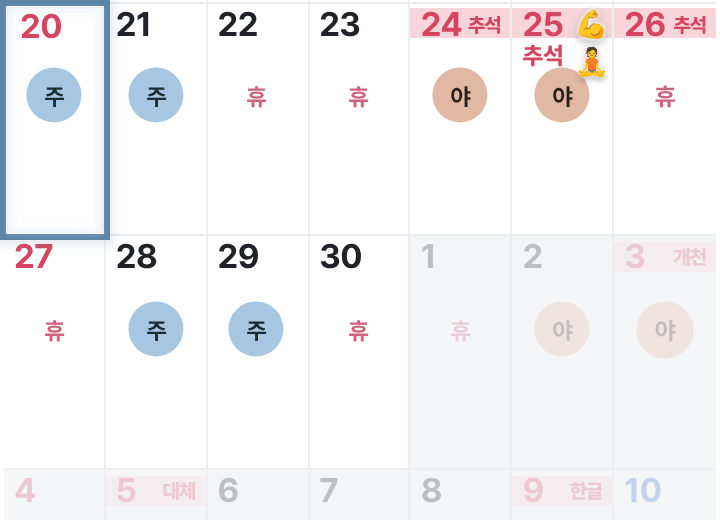 20 21 22 23 24 추석 25 추석 26 추석
주 주 휴 휴 야 야 휴
27 28 29 30 1 2 3 개천
휴 주 주 휴 휴 야 야
4 5 대체 6 7 8 9 한글 10